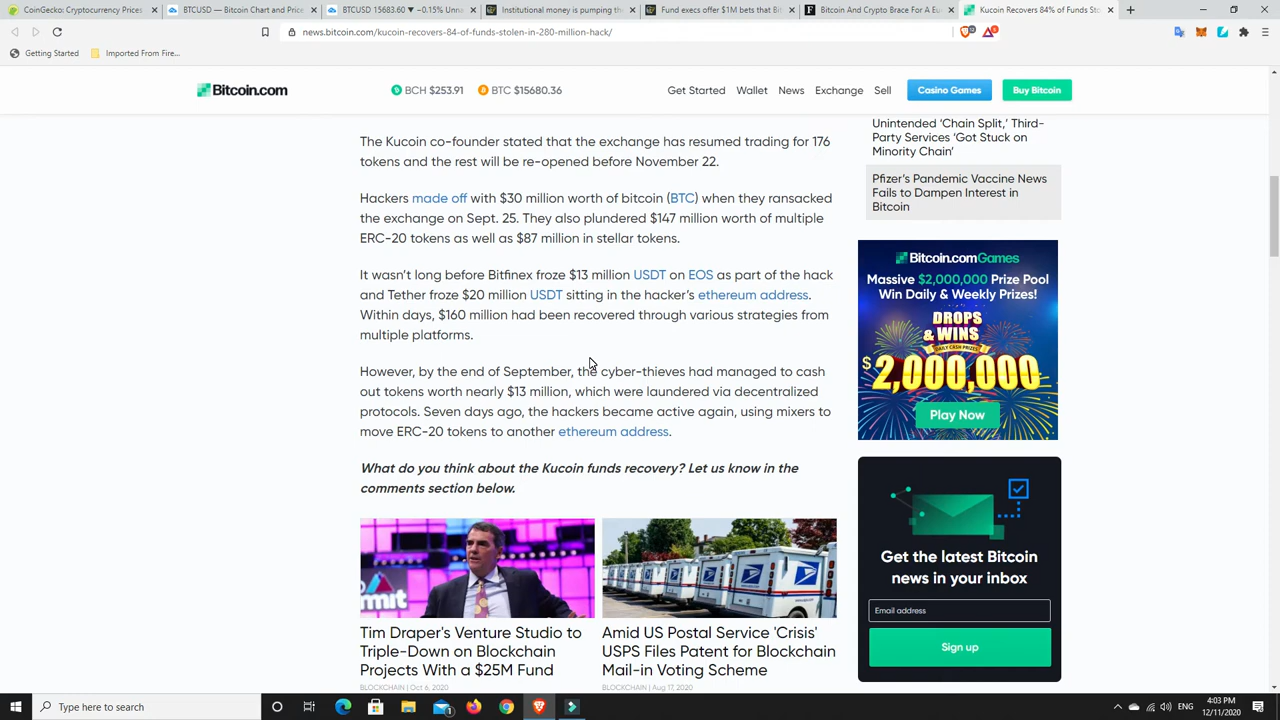 CoinGecko: Cryptocurrency Prices
BTCUSD — Bitcoin Chart and Price
BTCUSD 15683.60 ▼ −0.15% Unna
Institutional money is pumping the
Fund execs offer $1M bets that Bit
Bitcoin And Crypto Brace For A Eu
Kucoin Recovers 84% of Funds Sto
news.bitcoin.com/kucoin-recovers-84-of-funds-stolen-in-280-million-hack/
Getting Started
Imported From Fire...
Bitcoin.com
BCH $253.91
BTC $15680.36
Get Started
Wallet
News
Exchange
Sell
Casino Games
Buy Bitcoin
The Kucoin co-founder stated that the exchange has resumed trading for 176
tokens and the rest will be re-opened before November 22.
Hackers made off with $30 million worth of bitcoin (BTC) when they ransacked
the exchange on Sept. 25. They also plundered $147 million worth of multiple
ERC-20 tokens as well as $87 million in stellar tokens.
It wasn't long before Bitfinex froze $13 million USDT on EOS as part of the hack
and Tether froze $20 million USDT sitting in the hacker's ethereum address.
Within days, $160 million had been recovered through various strategies from
multiple platforms.
However, by the end of September, the cyber-thieves had managed to cash
out tokens worth nearly $13 million, which were laundered via decentralized
protocols. Seven days ago, the hackers became active again, using mixers to
move ERC-20 tokens to another ethereum address.
What do you think about the Kucoin funds recovery? Let us know in the
comments section below.
mmit
Tim Draper's Venture Studio to
Triple-Down on Blockchain
Projects With a $25M Fund
BLOCKCHAIN | Oct 6, 2020
Amid US Postal Service 'Crisis'
USPS Files Patent for Blockchain
Mail-in Voting Scheme
BLOCKCHAIN | Aug 17, 2020
Unintended 'Chain Split,' Third-
Party Services 'Got Stuck on
Minority Chain'
Pfizer's Pandemic Vaccine News
Fails to Dampen Interest in
Bitcoin
Bitcoin.com Games
Massive $2,000,000 Prize Pool
Win Daily & Weekly Prizes!
DROPS
& WINS
DAILY CASH PRIZES
$2,000,000
Play Now
Get the latest Bitcoin
news in your inbox
Email address
Sign up
Type here to search
ENG
4:03 PM
12/11/2020